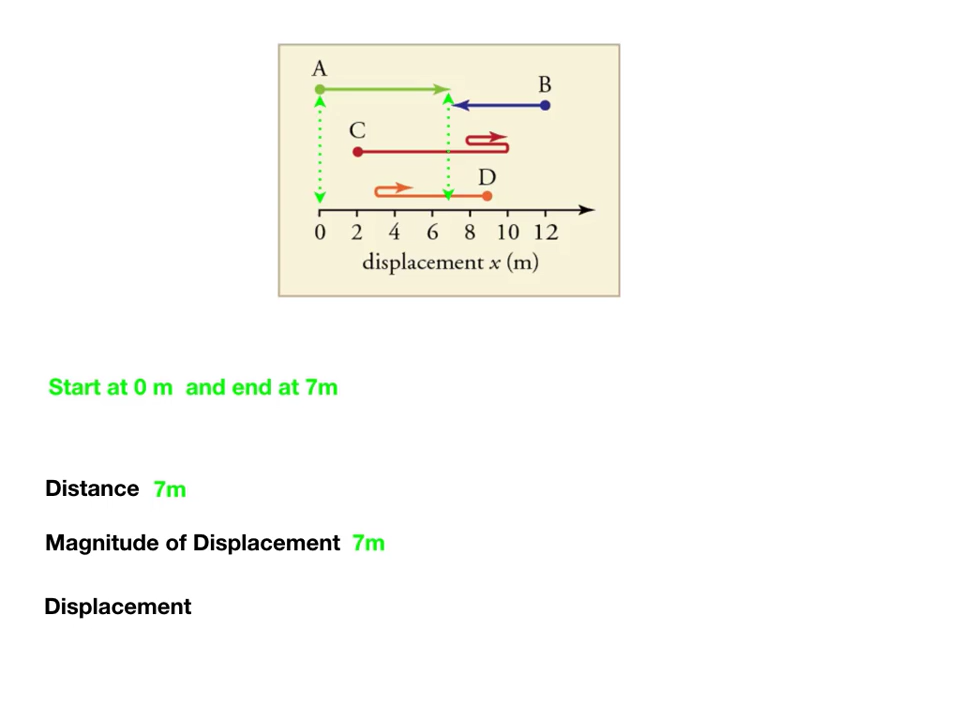 A
B
C
D
0 2 4 6 8 10 12
displacement x (m)
Start at 0 m  and end at 7m
Distance 7m
Magnitude of Displacement 7m
Displacement